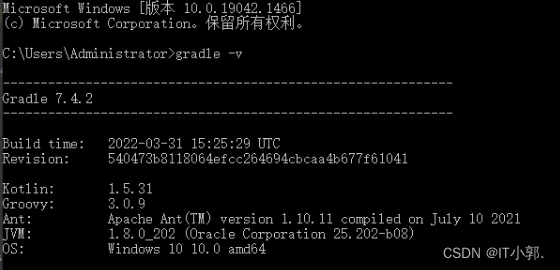 Microsoft Windows [版本 10.0.19042.1466]
(c) Microsoft Corporation。保留所有权利。
C:\Users\Administrator>gradle -v
------------------------------------------------------------
Gradle 7.4.2
------------------------------------------------------------
Build time:   2022-03-31 15:25:29 UTC
Revision:     540473b8118064efcc264694cbcaa4b677f61041
Kotlin:       1.5.31
Groovy:       3.0.9
Ant:          Apache Ant(TM) version 1.10.11 compiled on July 10 2021
JVM:          1.8.0_202 (Oracle Corporation 25.202-b08)
OS:           Windows 10 10.0 amd64
CSDN @IT小郭.